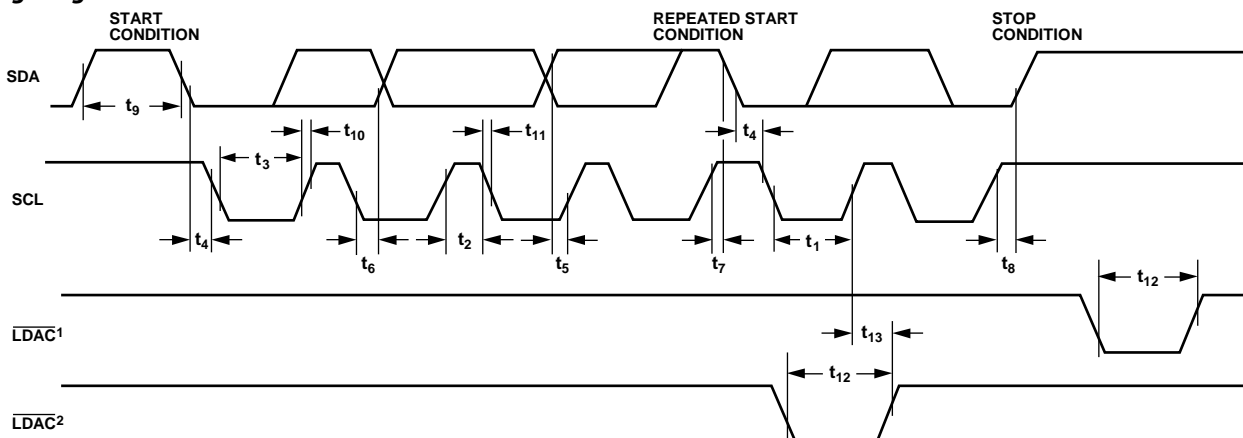 START
CONDITION
REPEATED START
CONDITION
STOP
CONDITION
SDA
t9
t10
t11
t4
t3
SCL
t4
t6
t2
t5
t7
t1
t8
t12
LDAC1
t13
t12
LDAC2